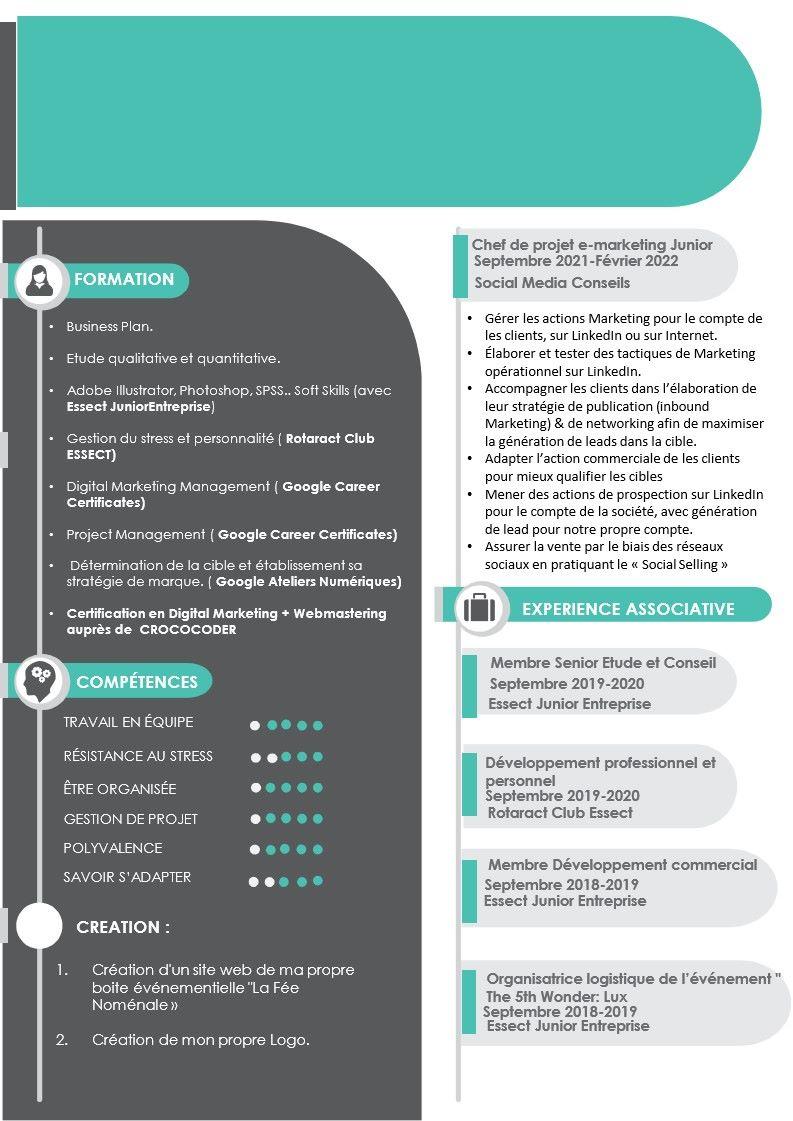 FORMATION
• Business Plan.
• Etude qualitative et quantitative.
• Adobe Illustrator, Photoshop, SPSS.. Soft Skills (avec
Essect JuniorEntreprise)
• Gestion du stress et personnalité ( Rotaract Club
ESSECT)
• Digital Marketing Management ( Google Career
Certificates)
• Project Management ( Google Career Certificates)
• Détermination de la cible et établissement sa
stratégie de marque. ( Google Ateliers Numériques)
• Certification en Digital Marketing + Webmastering
auprès de CROCOCODER
COMPÉTENCES
TRAVAIL EN ÉQUIPE
RÉSISTANCE AU STRESS
ÊTRE ORGANISÉE
GESTION DE PROJET
POLYVALENCE
SAVOIR S’ADAPTER
CREATION :
1. Création d'un site web de ma propre
boite événementielle "La Fée
Noménale »
2. Création de mon propre Logo.
Chef de projet e-marketing Junior
Septembre 2021-Février 2022
Social Media Conseils
• Gérer les actions Marketing pour le compte de
les clients, sur LinkedIn ou sur Internet.
• Élaborer et tester des tactiques de Marketing
opérationnel sur LinkedIn.
• Accompagner les clients dans l’élaboration de
leur stratégie de publication (inbound
Marketing) & de networking afin de maximiser
la génération de leads dans la cible.
• Adapter l’action commerciale de les clients
pour mieux qualifier les cibles
• Mener des actions de prospection sur LinkedIn
pour le compte de la société, avec génération
de lead pour notre propre compte.
• Assurer la vente par le biais des réseaux
sociaux en pratiquant le « Social Selling »
EXPERIENCE ASSOCIATIVE
Membre Senior Etude et Conseil
Septembre 2019-2020
Essect Junior Entreprise
Développement professionnel et
personnel
Septembre 2019-2020
Rotaract Club Essect
Membre Développement commercial
Septembre 2018-2019
Essect Junior Entreprise
Organisatrice logistique de l’événement "
The 5th Wonder: Lux
Septembre 2018-2019
Essect Junior Entreprise